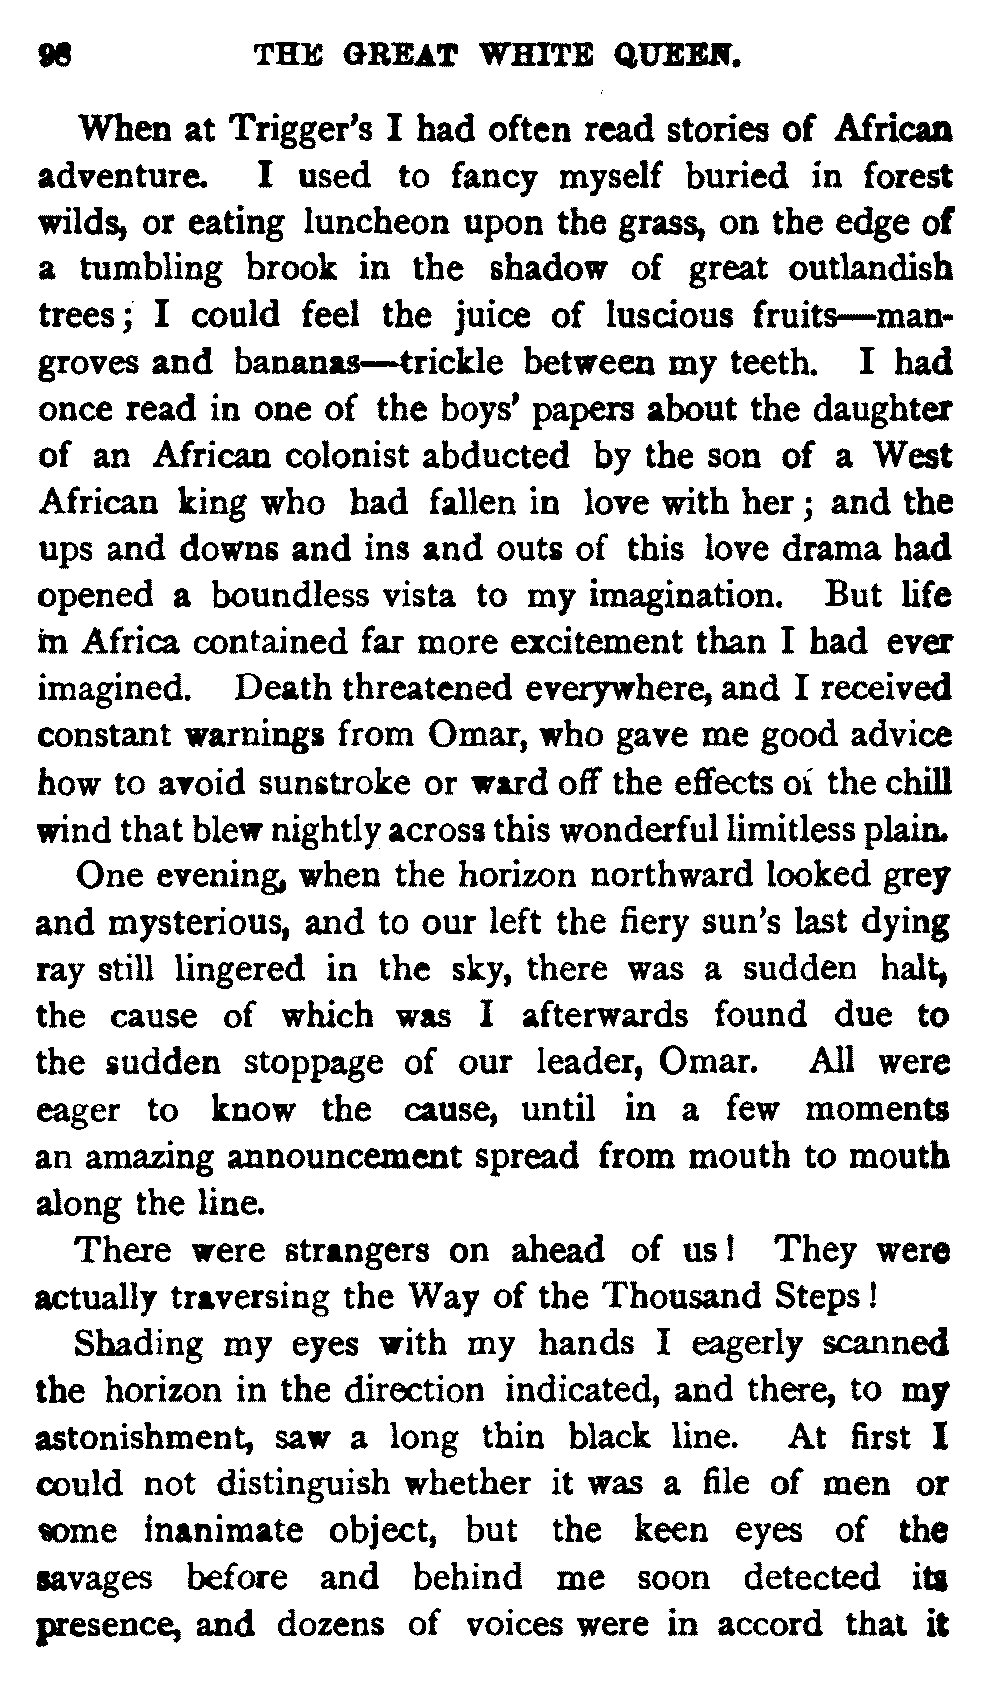 98 THE GREAT WHITE QUEEN.
When at Trigger's I had often read stories of African
adventure. I used to fancy myself buried in forest
wilds, or eating luncheon upon the grass, on the edge of
a tumbling brook in the shadow of great outlandish
trees; I could feel the juice of luscious fruits—man-
groves and bananas—trickle between my teeth. I had
once read in one of the boys' papers about the daughter
of an African colonist abducted by the son of a West
African king who had fallen in love with her; and the
ups and downs and ins and outs of this love drama had
opened a boundless vista to my imagination. But life
in Africa contained far more excitement than I had ever
imagined. Death threatened everywhere, and I received
constant warnings from Omar, who gave me good advice
how to avoid sunstroke or ward off the effects of the chill
wind that blew nightly across this wonderful limitless plain.
One evening, when the horizon northward looked grey
and mysterious, and to our left the fiery sun's last dying
ray still lingered in the sky, there was a sudden halt,
the cause of which was I afterwards found due to
the sudden stoppage of our leader, Omar. All were
eager to know the cause, until in a few moments
an amazing announcement spread from mouth to mouth
along the line.
There were strangers on ahead of us! They were
actually traversing the Way of the Thousand Steps!
Shading my eyes with my hands I eagerly scanned
the horizon in the direction indicated, and there, to my
astonishment, saw a long thin black line. At first I
could not distinguish whether it was a file of men or
some inanimate object, but the keen eyes of the
savages before and behind me soon detected its
presence, and dozens of voices were in accord that it